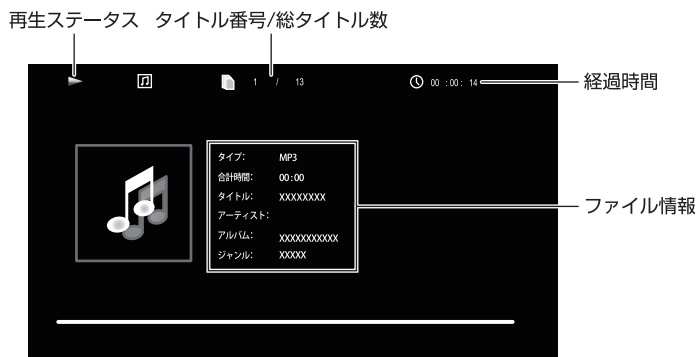 再生ステータス タイトル番号/総タイトル数
1 / 13 00 :00: 14 経過時間
タイプ: MP3
合計時間: 00:00
タイトル: XXXXXXXX
アーティスト: ファイル情報
アルバム: XXXXXXXXXXX
ジャンル: XXXXX